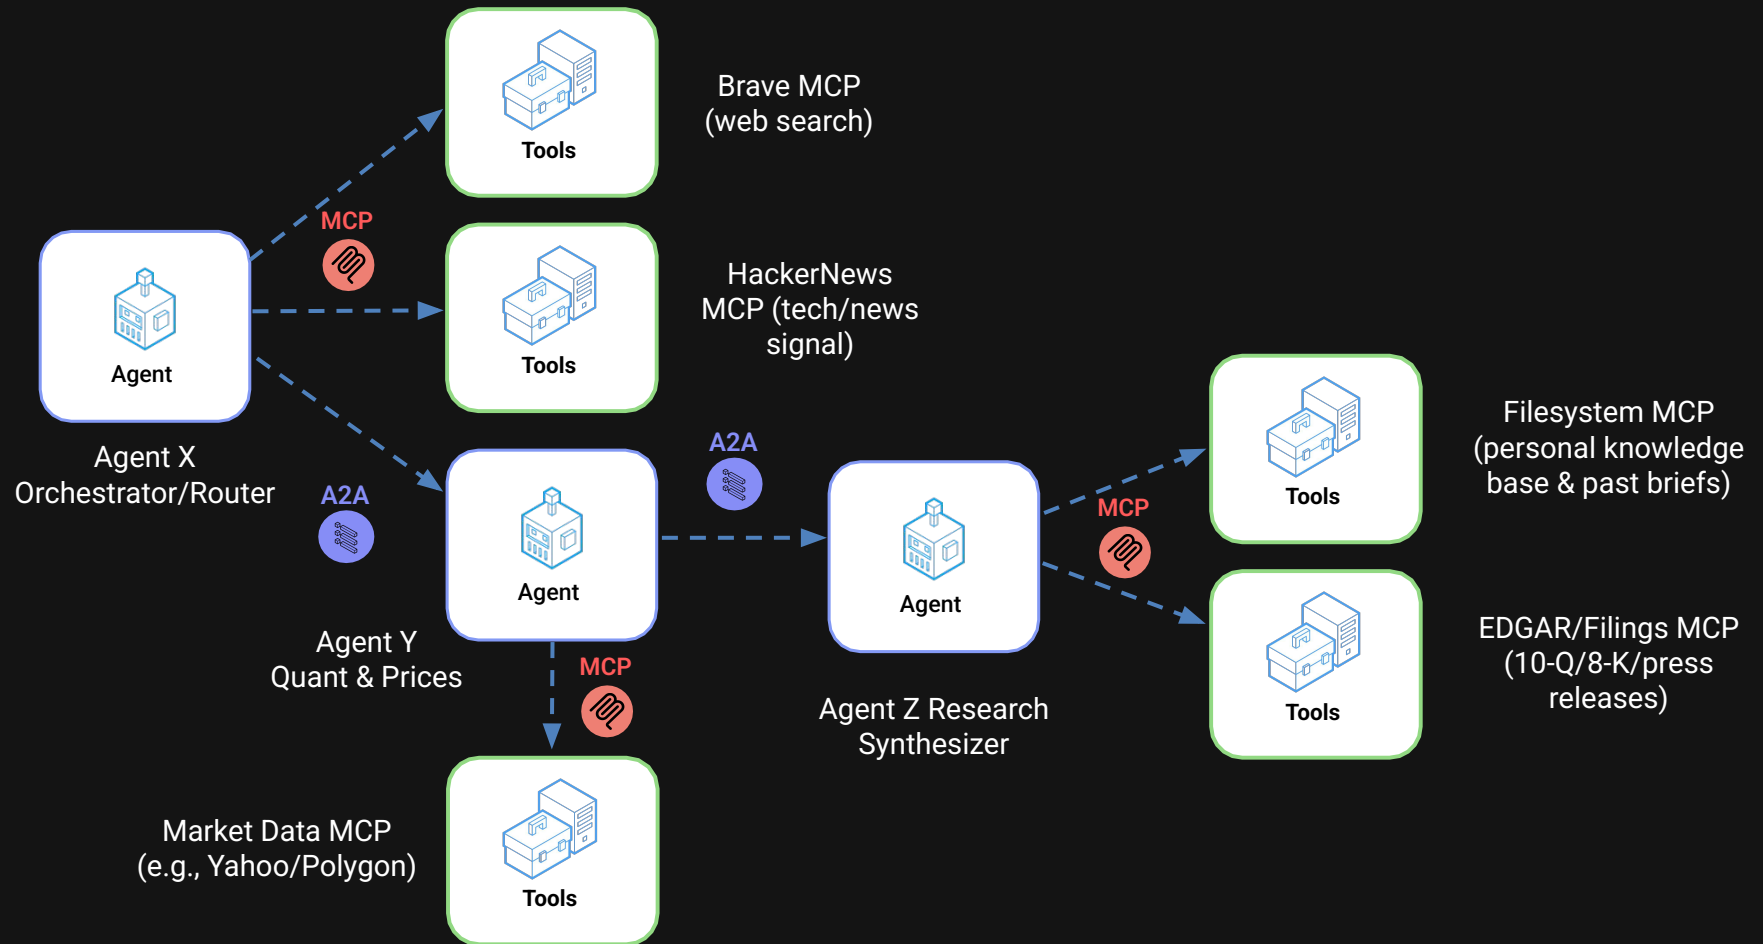 Brave MCP
(web search)
Tools
MCP
HackerNews
MCP (tech/news
signal)
Tools
Agent
Agent X
Orchestrator/Router
A2A
A2A
Agent
Agent Y
Quant & Prices
MCP
Agent
Agent Z Research
Synthesizer
MCP
Tools
Filesystem MCP
(personal knowledge
base & past briefs)
Tools
EDGAR/Filings MCP
(10-Q/8-K/press
releases)
Market Data MCP
(e.g., Yahoo/Polygon)
Tools